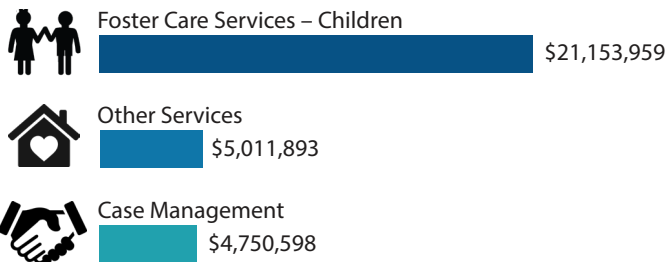 Foster Care Services – Children
$21,153,959
Other Services
$5,011,893
Case Management
$4,750,598